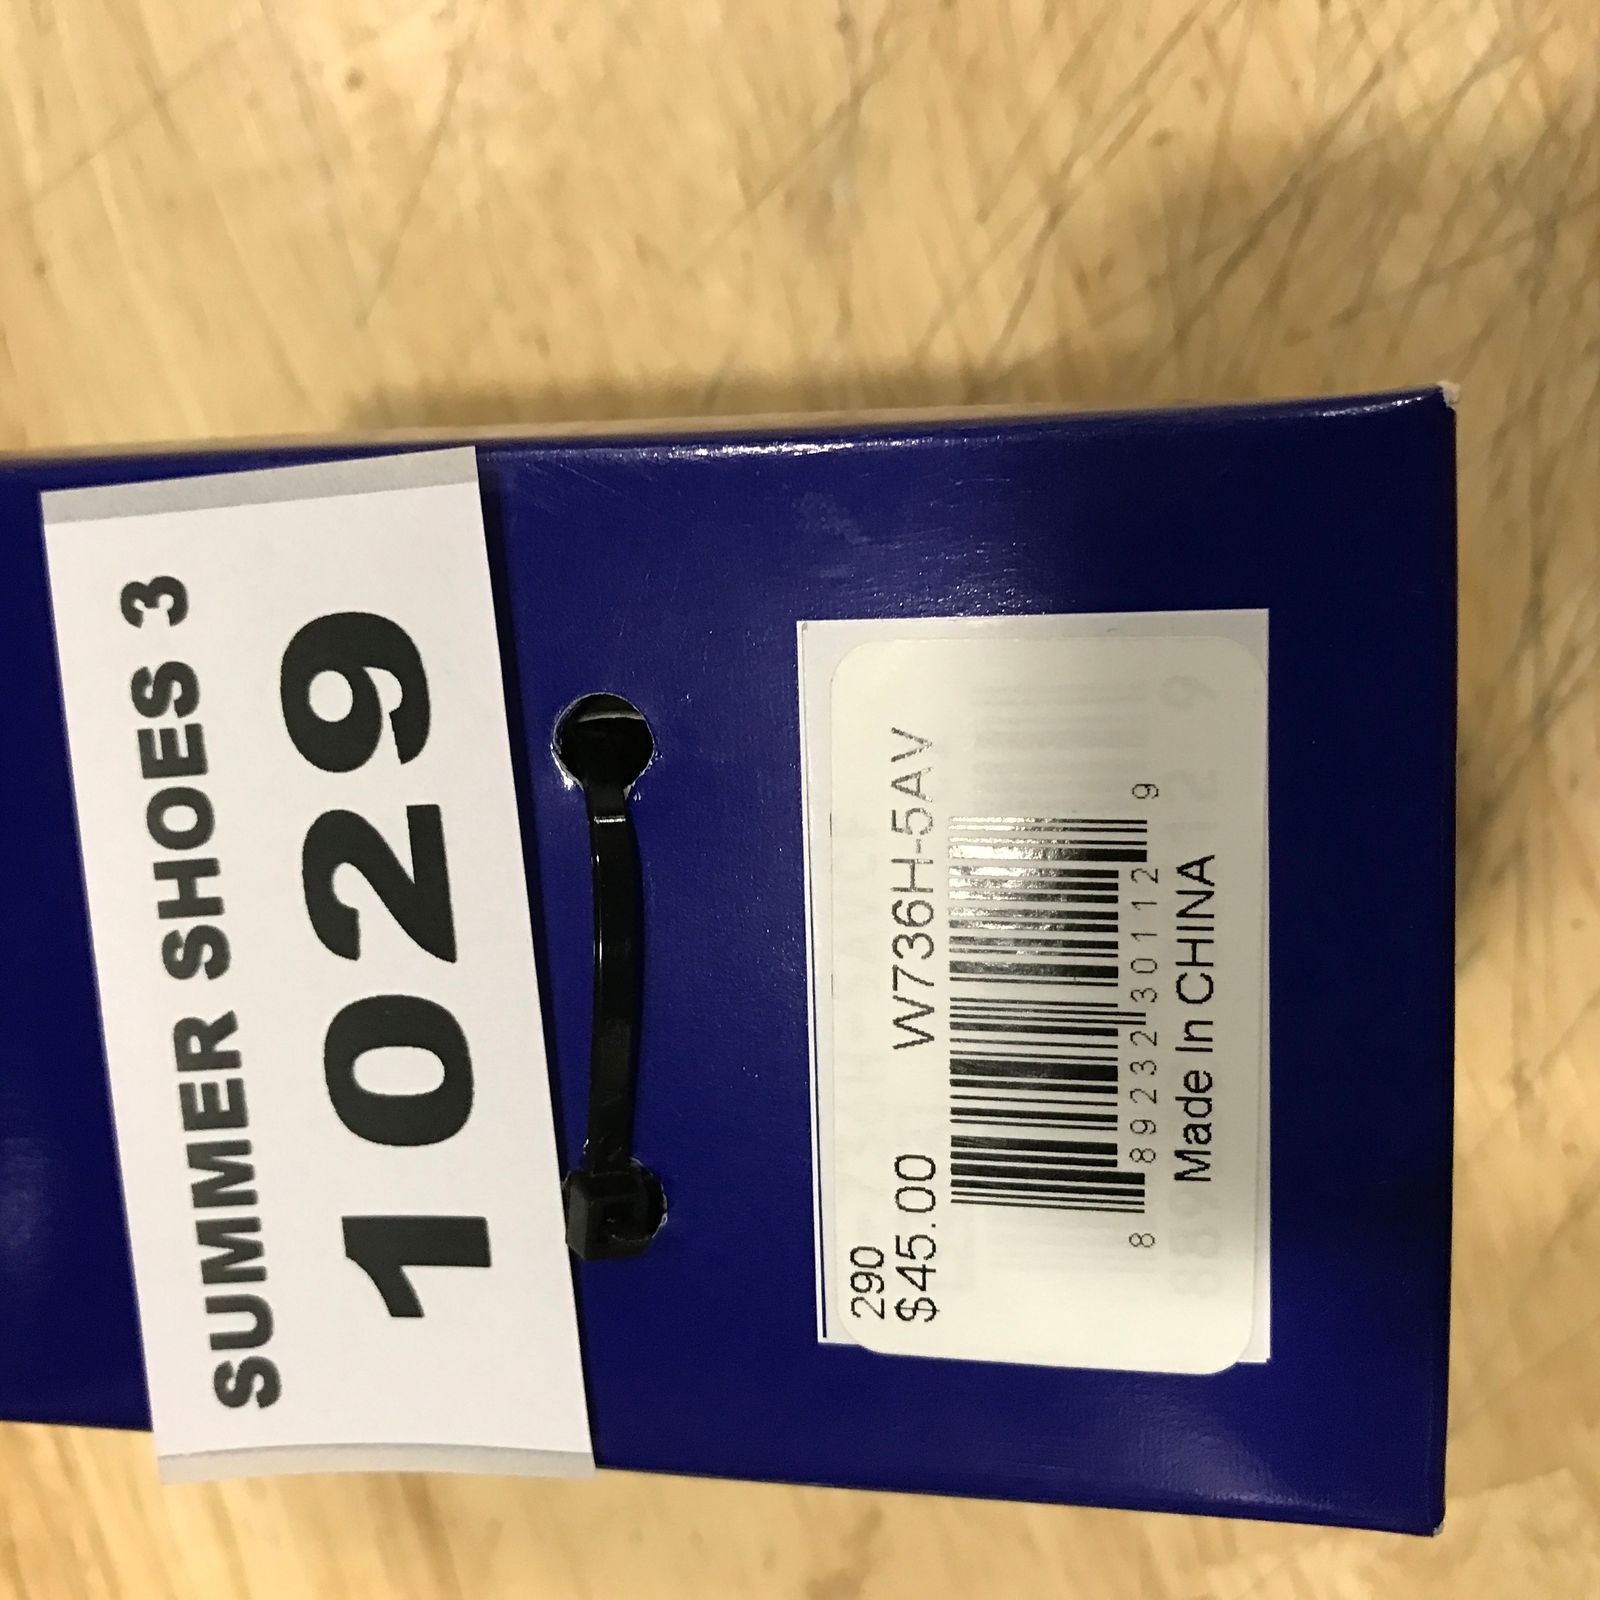 SUMMER SHOES 3
1029
290
$45.00 W736H-5AV
8 89232 30112 9
Made In CHINA